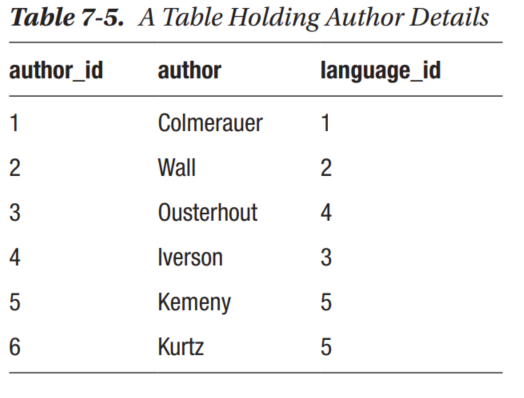 Table 7-5. A Table Holding Author Details
author_id author language_id
1 Colmerauer 1
2 Wall 2
3 Ousterhout 4
4 Iverson 3
5 Kemeny 5
6 Kurtz 5